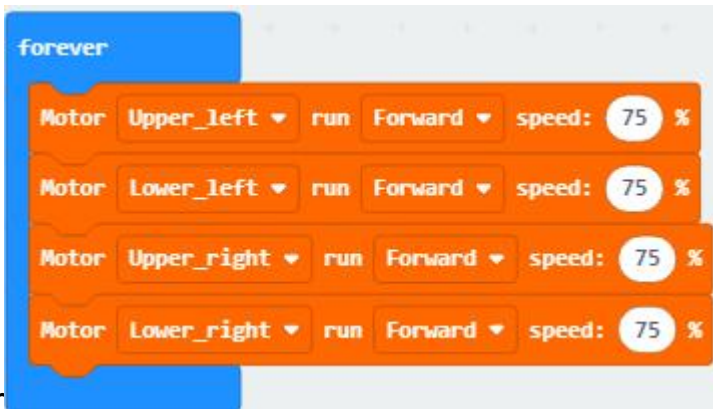 forever
Motor Upper_left run Forward speed: 75 %
Motor Lower_left run Forward speed: 75 %
Motor Upper_right run Forward speed: 75 %
Motor Lower_right run Forward speed: 75 %